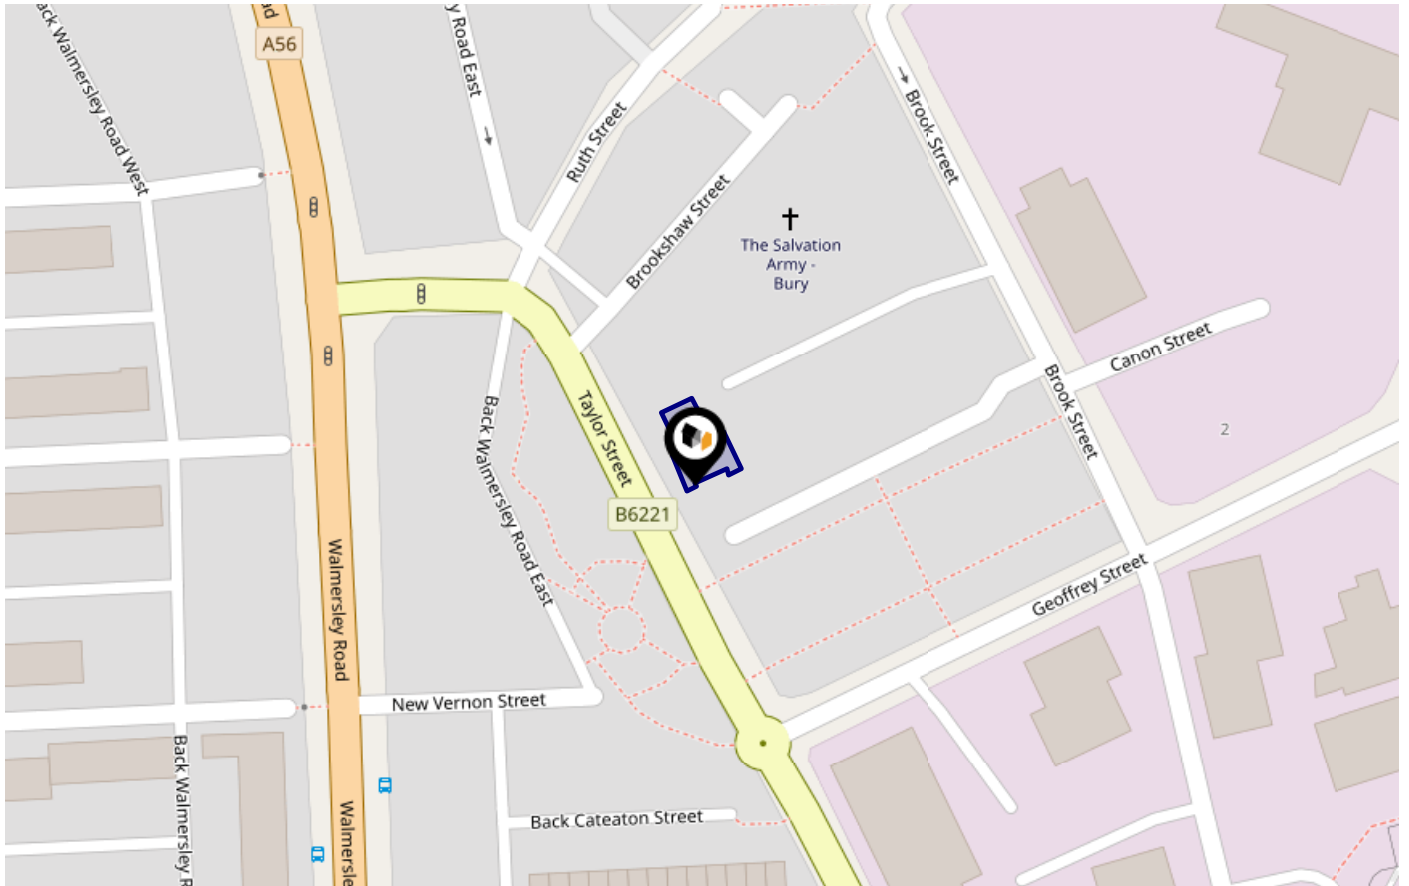 ad
A56
ack Walmersley Road West
y Road East
Ruth Street
Brook Street
Brookshaw Street
The Salvation
Army -
Bury
Canon Street
Brook Street
Taylor Street
Back Walmersley Road East
2
B6221
Walmersley Road
Geoffrey Street
New Vernon Street
Back Walmersley R
Walmersle
Back Cateaton Street